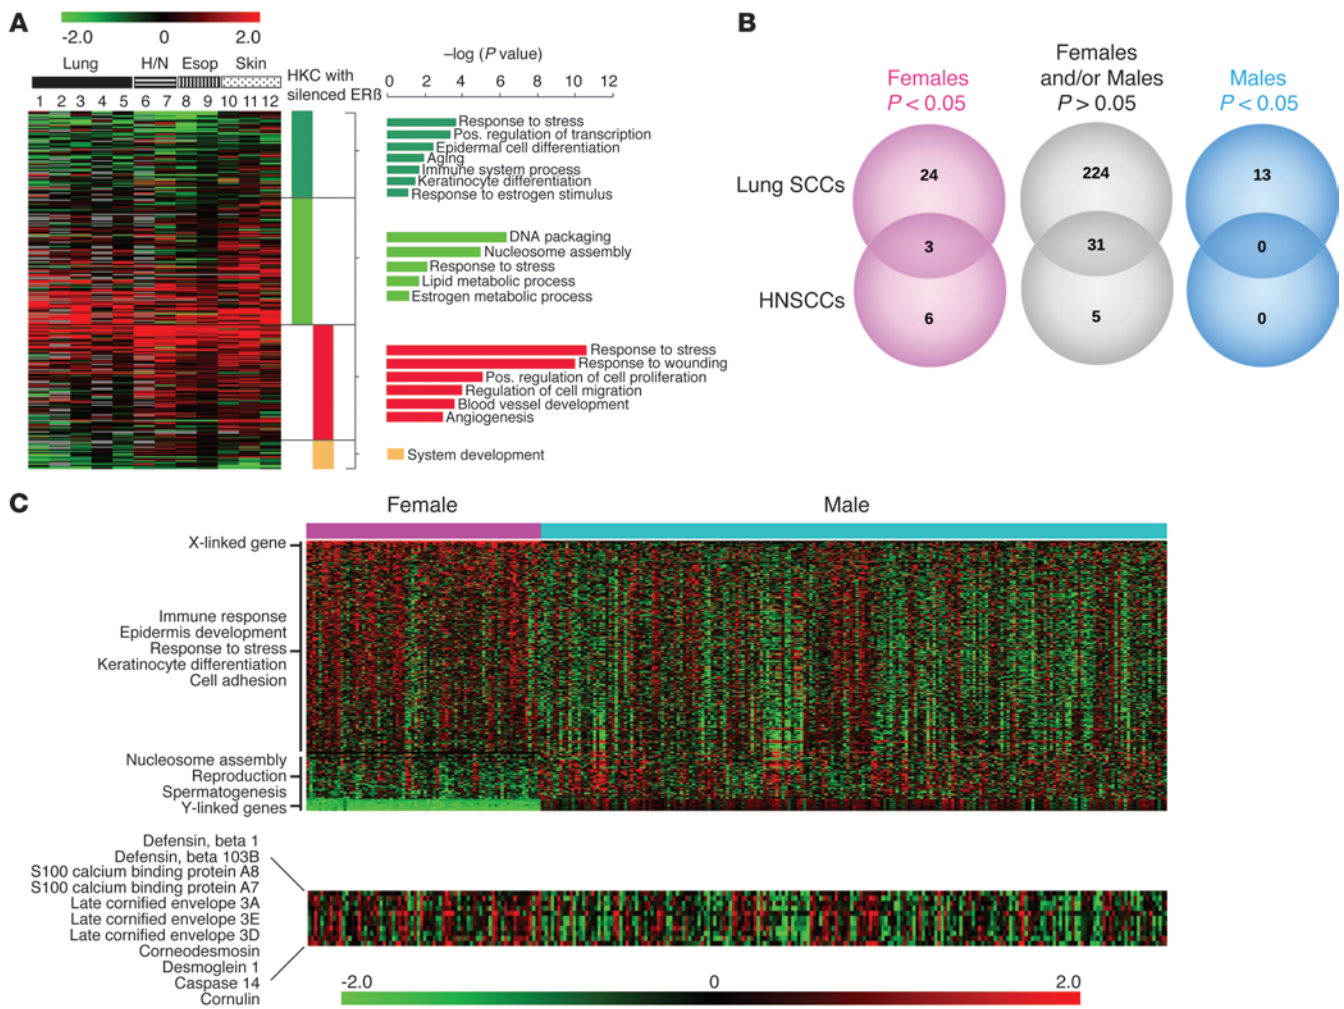 A
-2.0 0 2.0
Lung H/N Esop Skin
1 2 3 4 5 6 7 8 9 10 11 12
HKC with
silenced ERß
–log (P value)
0 2 4 6 8 10 12
Response to stress
Pos. regulation of transcription
Epidermal cell differentiation
Aging
Immune system process
Keratinocyte differentiation
Response to estrogen stimulus
DNA packaging
Nucleosome assembly
Response to stress
Lipid metabolic process
Estrogen metabolic process
Response to stress
Response to wounding
Pos. regulation of cell proliferation
Regulation of cell migration
Blood vessel development
Angiogenesis
System development
B
Females
P < 0.05
Females
and/or Males
P > 0.05
Males
P < 0.05
Lung SCCs
24 224 13
3 31 0
HNSCCs
6 5 0
C
Female Male
X-linked gene
Immune response
Epidermis development
Response to stress
Keratinocyte differentiation
Cell adhesion
Nucleosome assembly
Reproduction
Spermatogenesis
Y-linked genes
Defensin, beta 1
Defensin, beta 103B
S100 calcium binding protein A8
S100 calcium binding protein A7
Late cornified envelope 3A
Late cornified envelope 3E
Late cornified envelope 3D
Corneodesmosin
Desmoglein 1
Caspase 14
Cornulin
-2.0 0 2.0